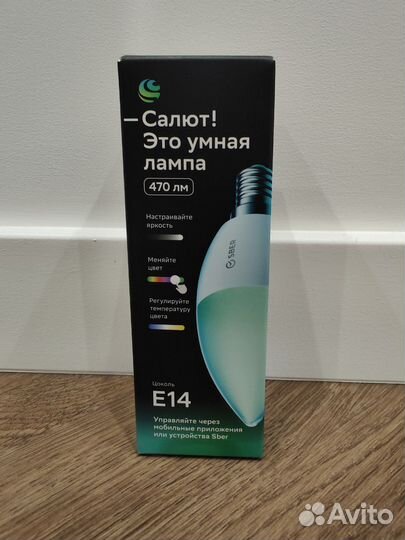 – Салют!
Это умная
лампа
470 лм
Настраивайте
яркость
Меняйте
цвет
Регулируйте
температуру
цвета
SBER
Цоколь
E14
Управляйте через
мобильные приложения
или устройства Sber
Avito